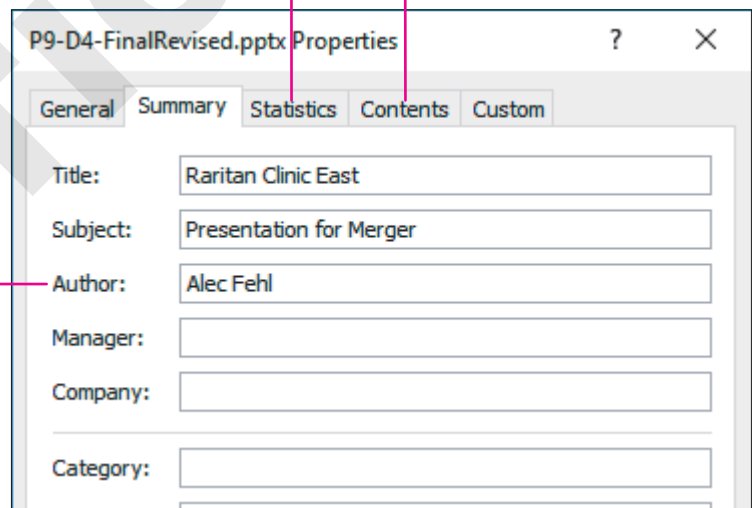 P9-D4-FinalRevised.pptx Properties ? ×
General Summary Statistics Contents Custom
Title: Raritan Clinic East
Subject: Presentation for Merger
Author: Alec Fehl
Manager:
Company:
Category: